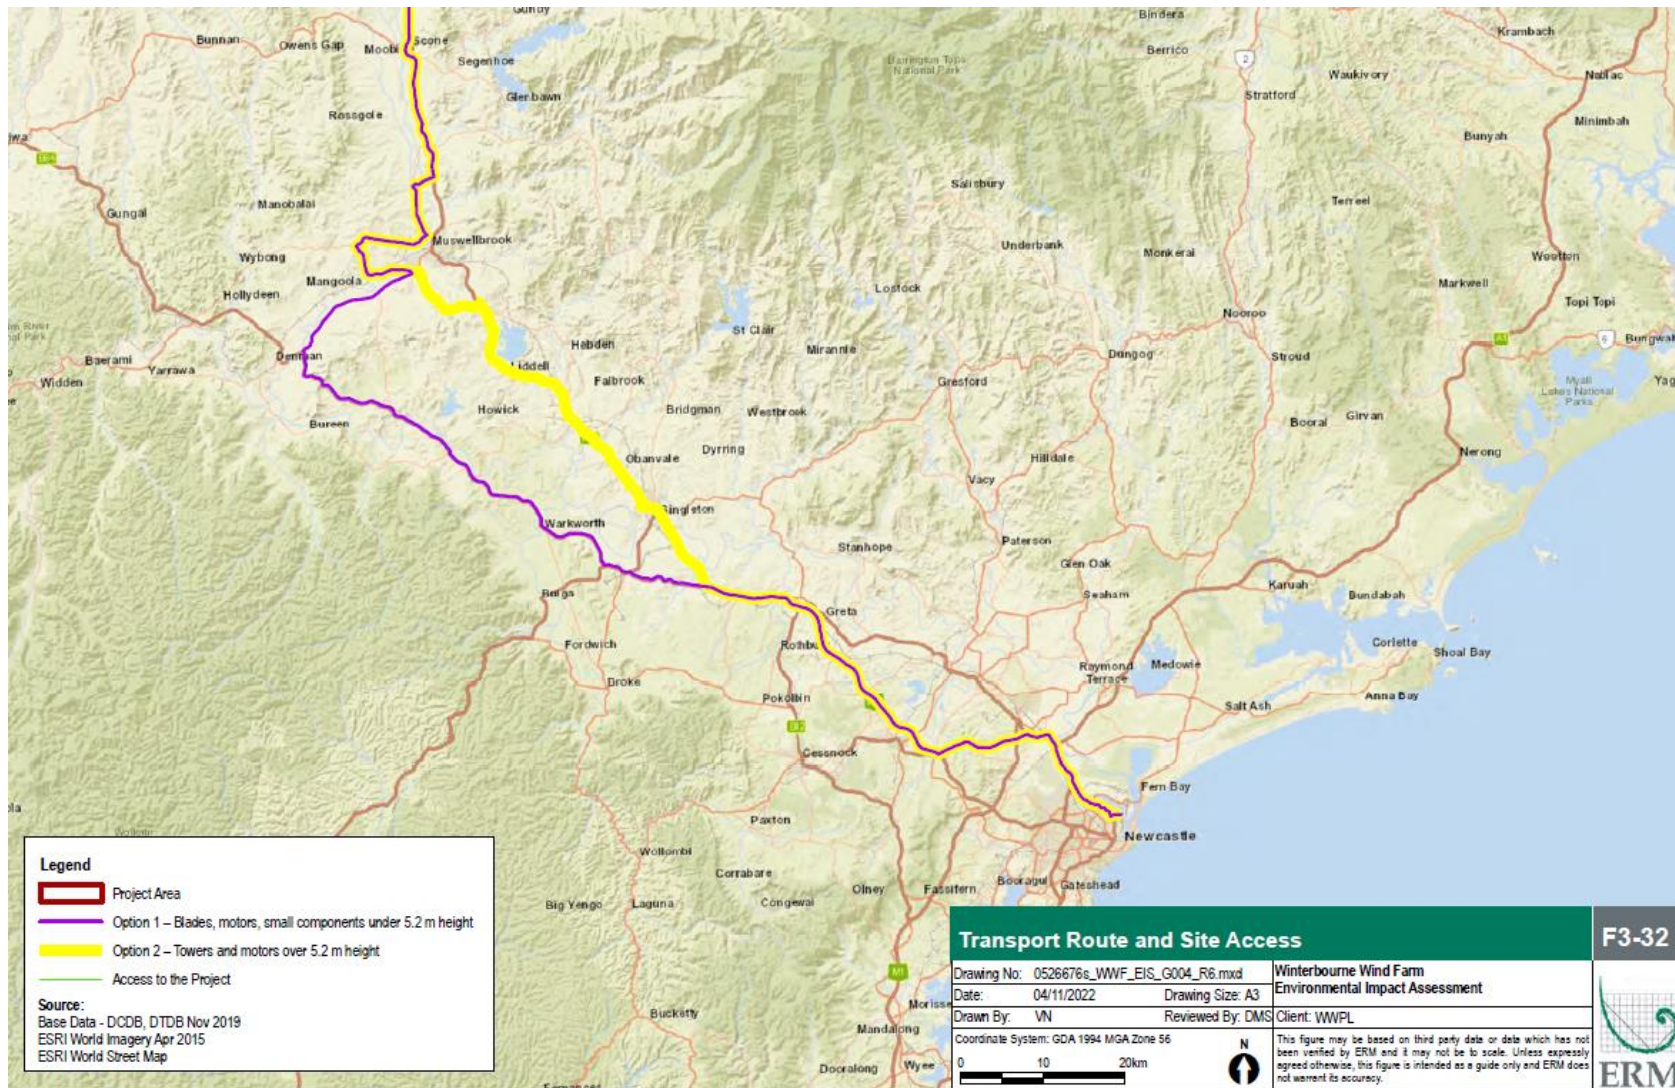 Gundy
Bindera
Krambach
Bunnan
Owens Gap
Moobi
Scone
Segenhoe
Berrico
2
Barrington Tops
National Park
Waukivory
Nabiac
Glenbawn
Stratford
Rossgole
Minimbah
Bunyah
Salisbury
Manobalai
Gungal
Terreel
Muswellbrook
Underbank
Monkerai
Wybong
Wootton
Mangoola
Lostock
Markwell
Hollydeen
Topi Topi
St Clair
Nooroo
A1
6
Bungwah
Hebden
Mirannie
Dungog
Stroud
Denman
Baerami
Yarrawa
Liddell
Widden
Falbrook
Gresford
Myall
Lakes National
Parks
Yag
Howick
Bridgman
Westbrook
Girvan
Booral
Bureen
Dyrring
Obanvale
Hilldale
Nerong
Vacy
Singleton
Warkworth
Stanhope
Paterson
Glen Oak
Karuah
Bulga
Seaham
Bundabah
Greta
Fordwich
Rothbu
Corlette
Shoal Bay
Raymond
Terrace
Medowie
Broke
Pokolbin
Anna Bay
Salt Ash
Cessnock
Fern Bay
Paxton
Newcastle
Wollombi
Corrabare
Olney
Fassifern
Booragul
Gateshead
Big Yengo
Laguna
Congewai
M1
Morisse
Bucketty
Mandalong
Dooralong
Wyee
Legend
Project Area
Option 1 – Blades, motors, small components under 5.2 m height
Option 2 – Towers and motors over 5.2 m height
Access to the Project
Source:
Base Data - DCDB, DTDB Nov 2019
ESRI World Imagery Apr 2015
ESRI World Street Map
Transport Route and Site Access
F3-32
Drawing No: 0526676s_WWF_EIS_G004_R6.mxd
Date: 04/11/2022 Drawing Size: A3
Drawn By: VN Reviewed By: DMS
Winterbourne Wind Farm
Environmental Impact Assessment
Client: WWPL
Coordinate System: GDA 1994 MGA Zone 56
0 10 20km
N
This figure may be based on third party data or data which has not
been verified by ERM and it may not be to scale. Unless expressly
agreed otherwise, this figure is intended as a guide only and ERM does
not warrant its accuracy.
ERM